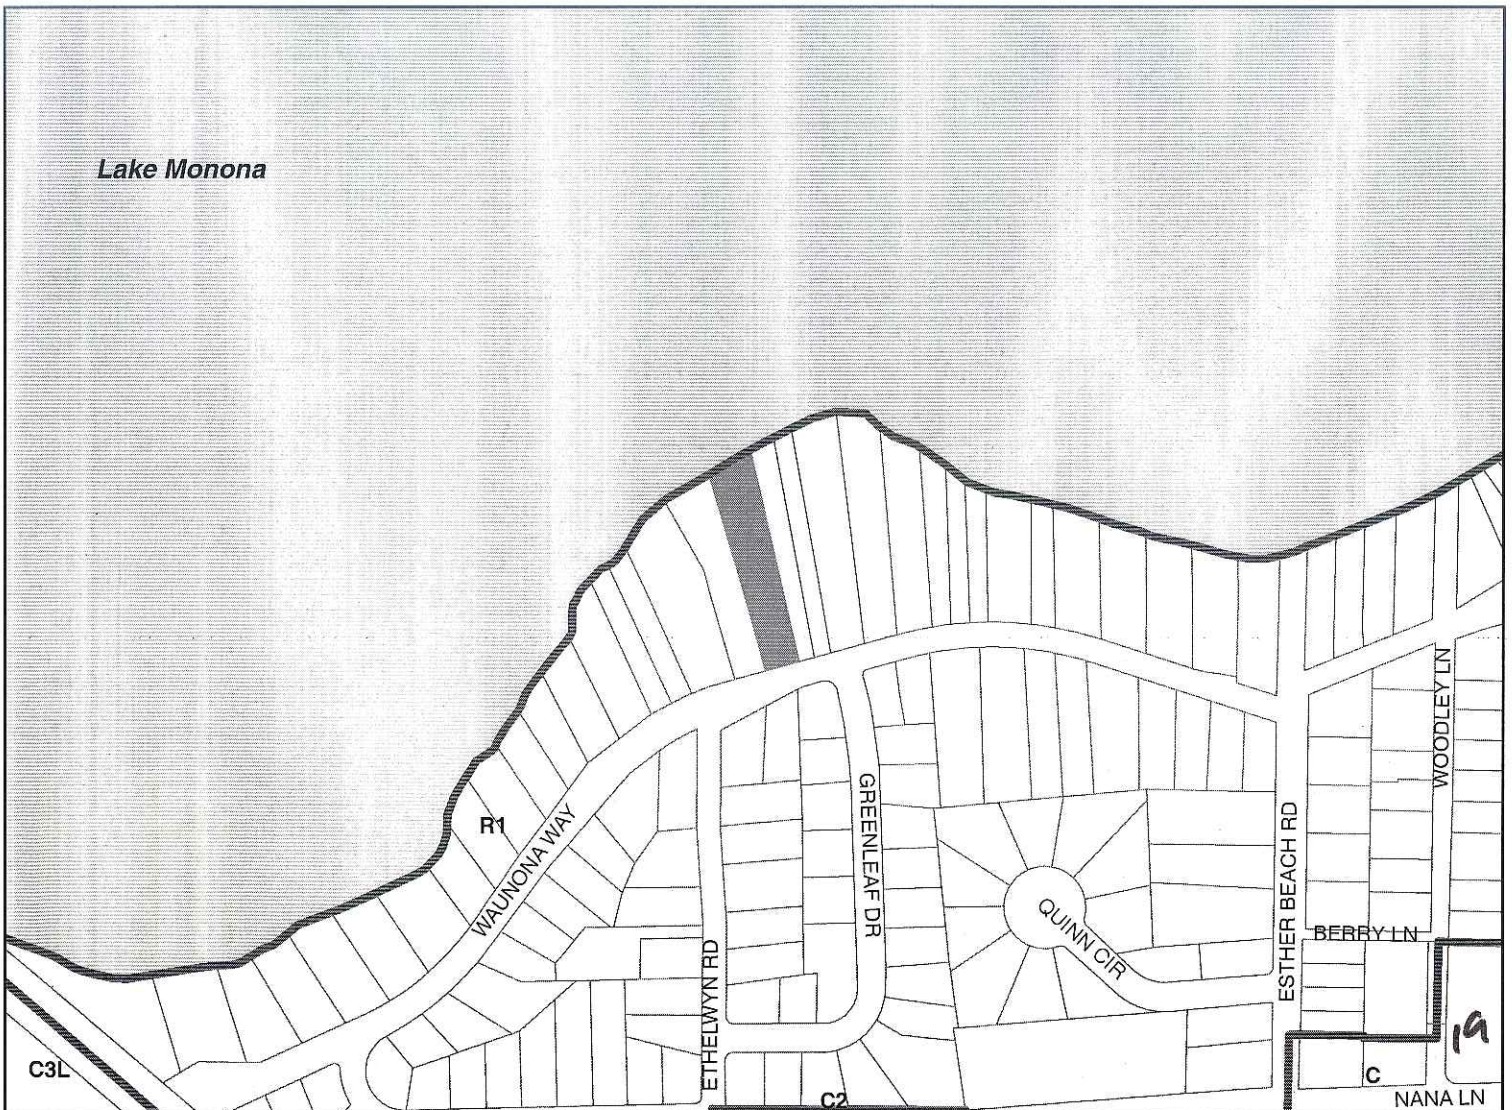 Lake Monona
R1
WAUNONA WAY
GREENLEAF DR
ETHELWYN RD
QUINN CIR
ESTHER BEACH RD
WOODLEY LN
BERRY LN
19
C3L
C2
C
NANA LN